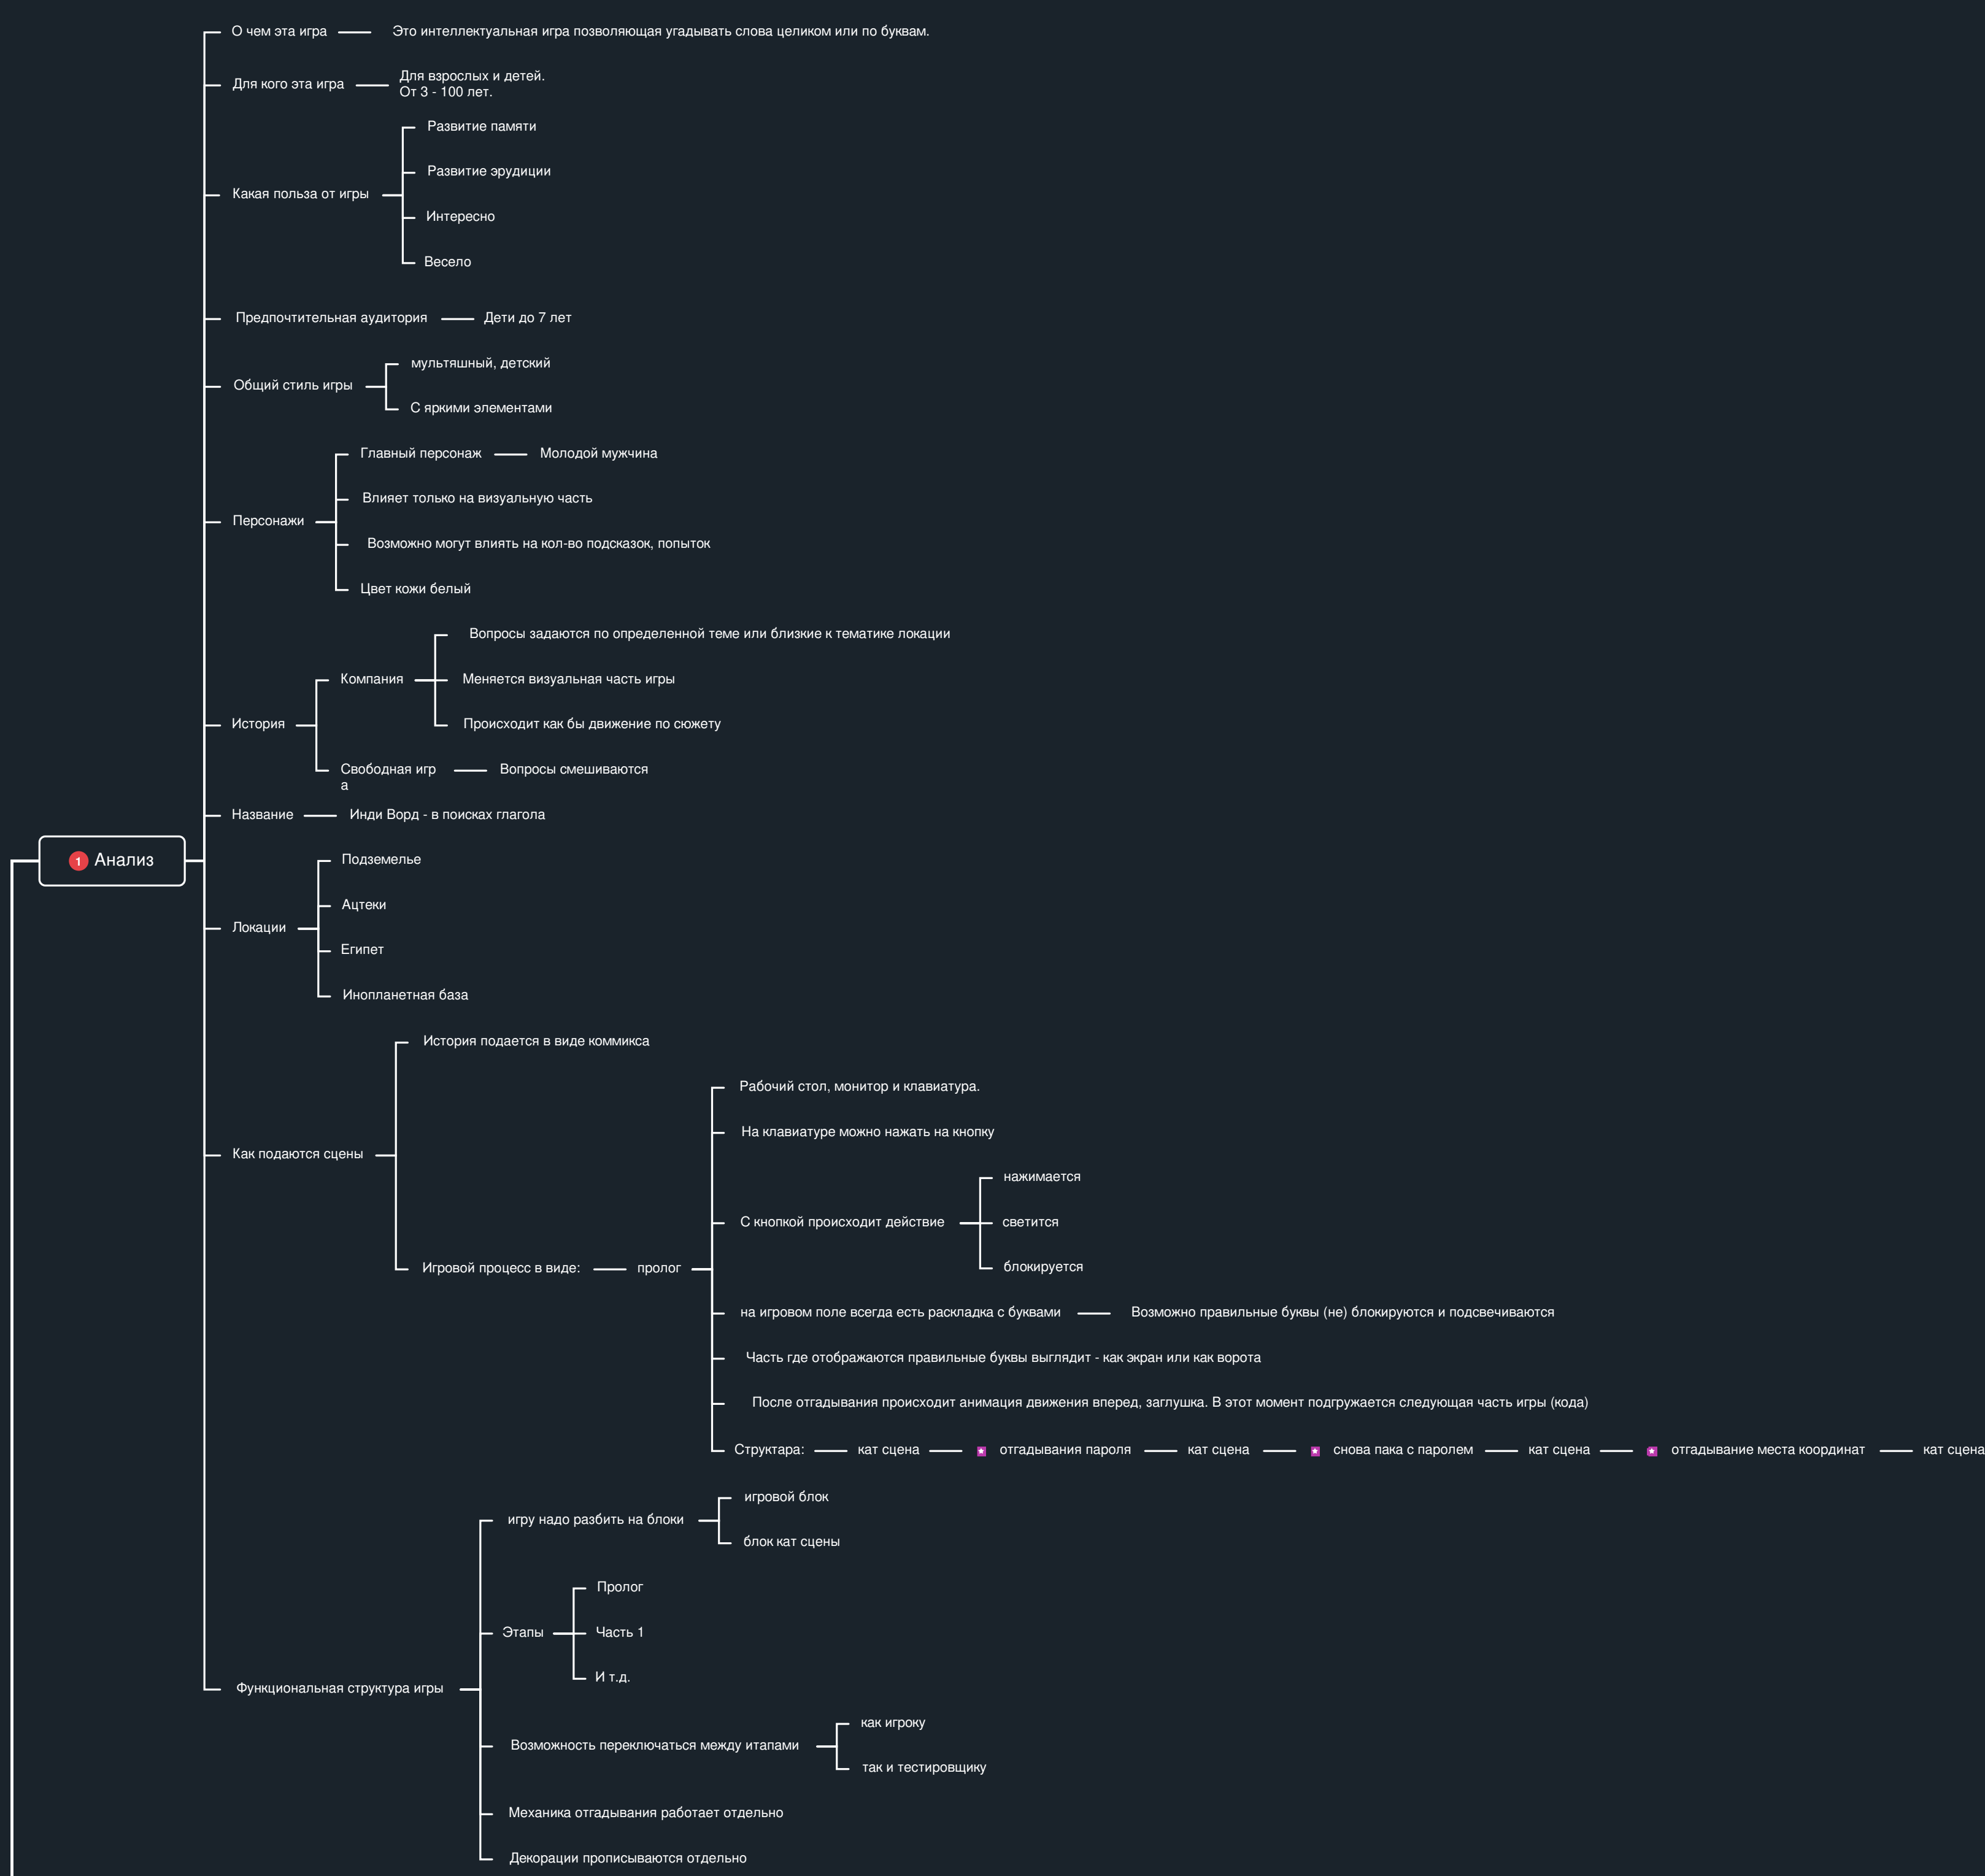 О чем эта игра
Это интеллектуальная игра позволяющая угадывать слова целиком или по буквам.
Для кого эта игра
Для взрослых и детей.
От 3 - 100 лет.
Какая польза от игры
Развитие памяти
Развитие эрудиции
Интересно
Весело
Предпочтительная аудитория
Дети до 7 лет
Общий стиль игры
мультяшный, детский
С яркими элементами
Персонажи
Главный персонаж
Молодой мужчина
Влияет только на визуальную часть
Возможно могут влиять на кол-во подсказок, попыток
Цвет кожи белый
История
Компания
Вопросы задаются по определенной теме или близкие к тематике локации
Меняется визуальная часть игры
Происходит как бы движение по сюжету
Свободная игр
а
Вопросы смешиваются
Название
Инди Ворд - в поисках глагола
1 Анализ
Локации
Подземелье
Ацтеки
Египет
Инопланетная база
Как подаются сцены
История подается в виде коммикса
Игровой процесс в виде:
пролог
Рабочий стол, монитор и клавиатура.
На клавиатуре можно нажать на кнопку
С кнопкой происходит действие
нажимается
светится
блокируется
на игровом поле всегда есть раскладка с буквами
Возможно правильные буквы (не) блокируются и подсвечиваются
Часть где отображаются правильные буквы выглядит - как экран или как ворота
После отгадывания происходит анимация движения вперед, заглушка. В этот момент подгружается следующая часть игры (кода)
Структара:
кат сцена
отгадывания пароля
кат сцена
снова пака с паролем
кат сцена
отгадывание места координат
кат сцена
Функциональная структура игры
игру надо разбить на блоки
игровой блок
блок кат сцены
Этапы
Пролог
Часть 1
И т.д.
Возможность переключаться между итапами
как игроку
так и тестировщику
Механика отгадывания работает отдельно
Декорации прописываются отдельно